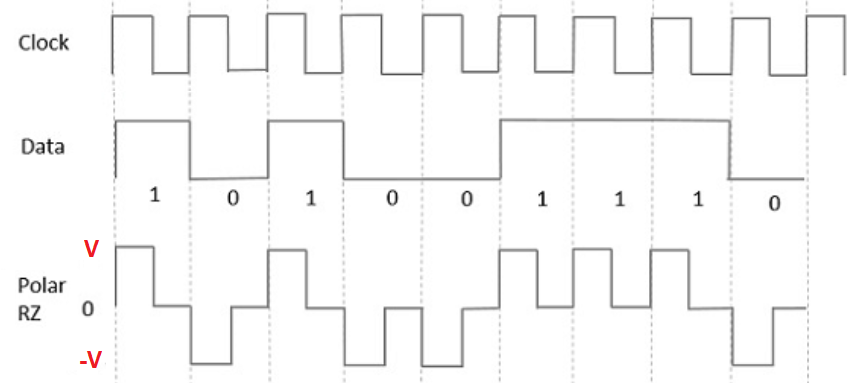 Clock
Data
1 0 1 0 0 1 1 1 0
V
Polar
RZ 0
-V